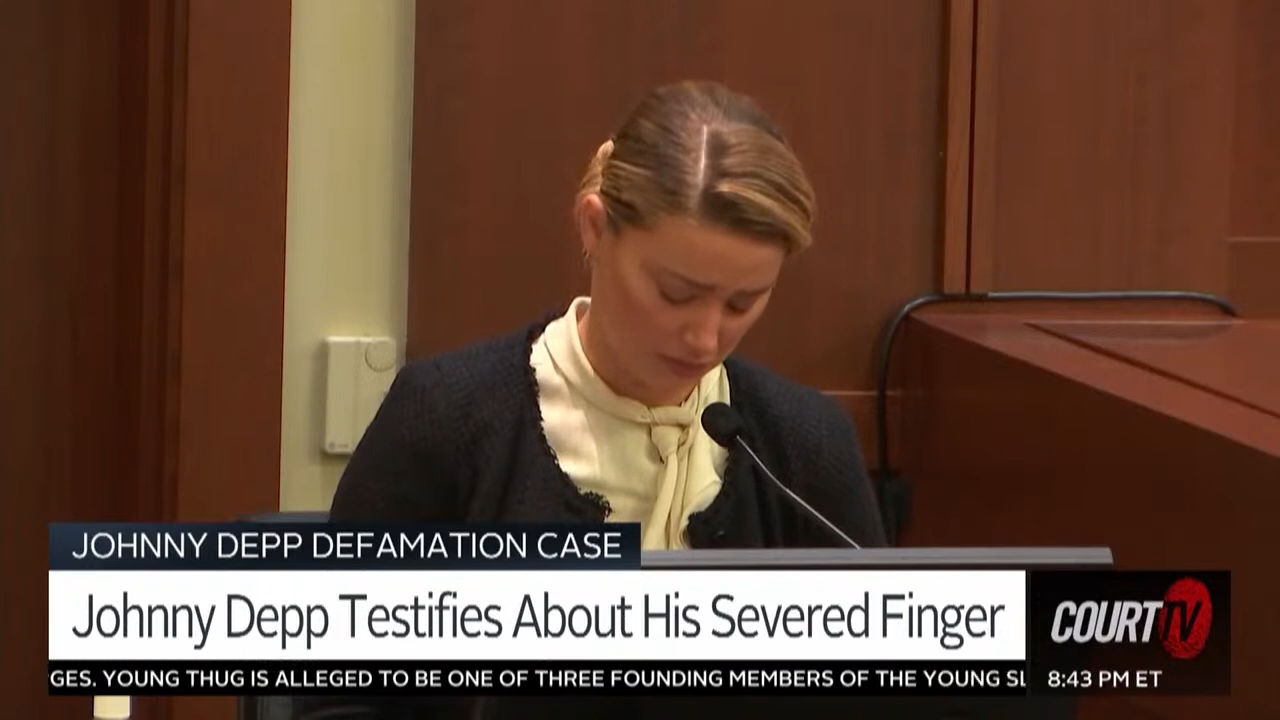 JOHNNY DEPP DEFAMATION CASE
Johnny Depp Testifies About His Severed Finger
COURT TV
GES. YOUNG THUG IS ALLEGED TO BE ONE OF THREE FOUNDING MEMBERS OF THE YOUNG SL
8:43 PM ET